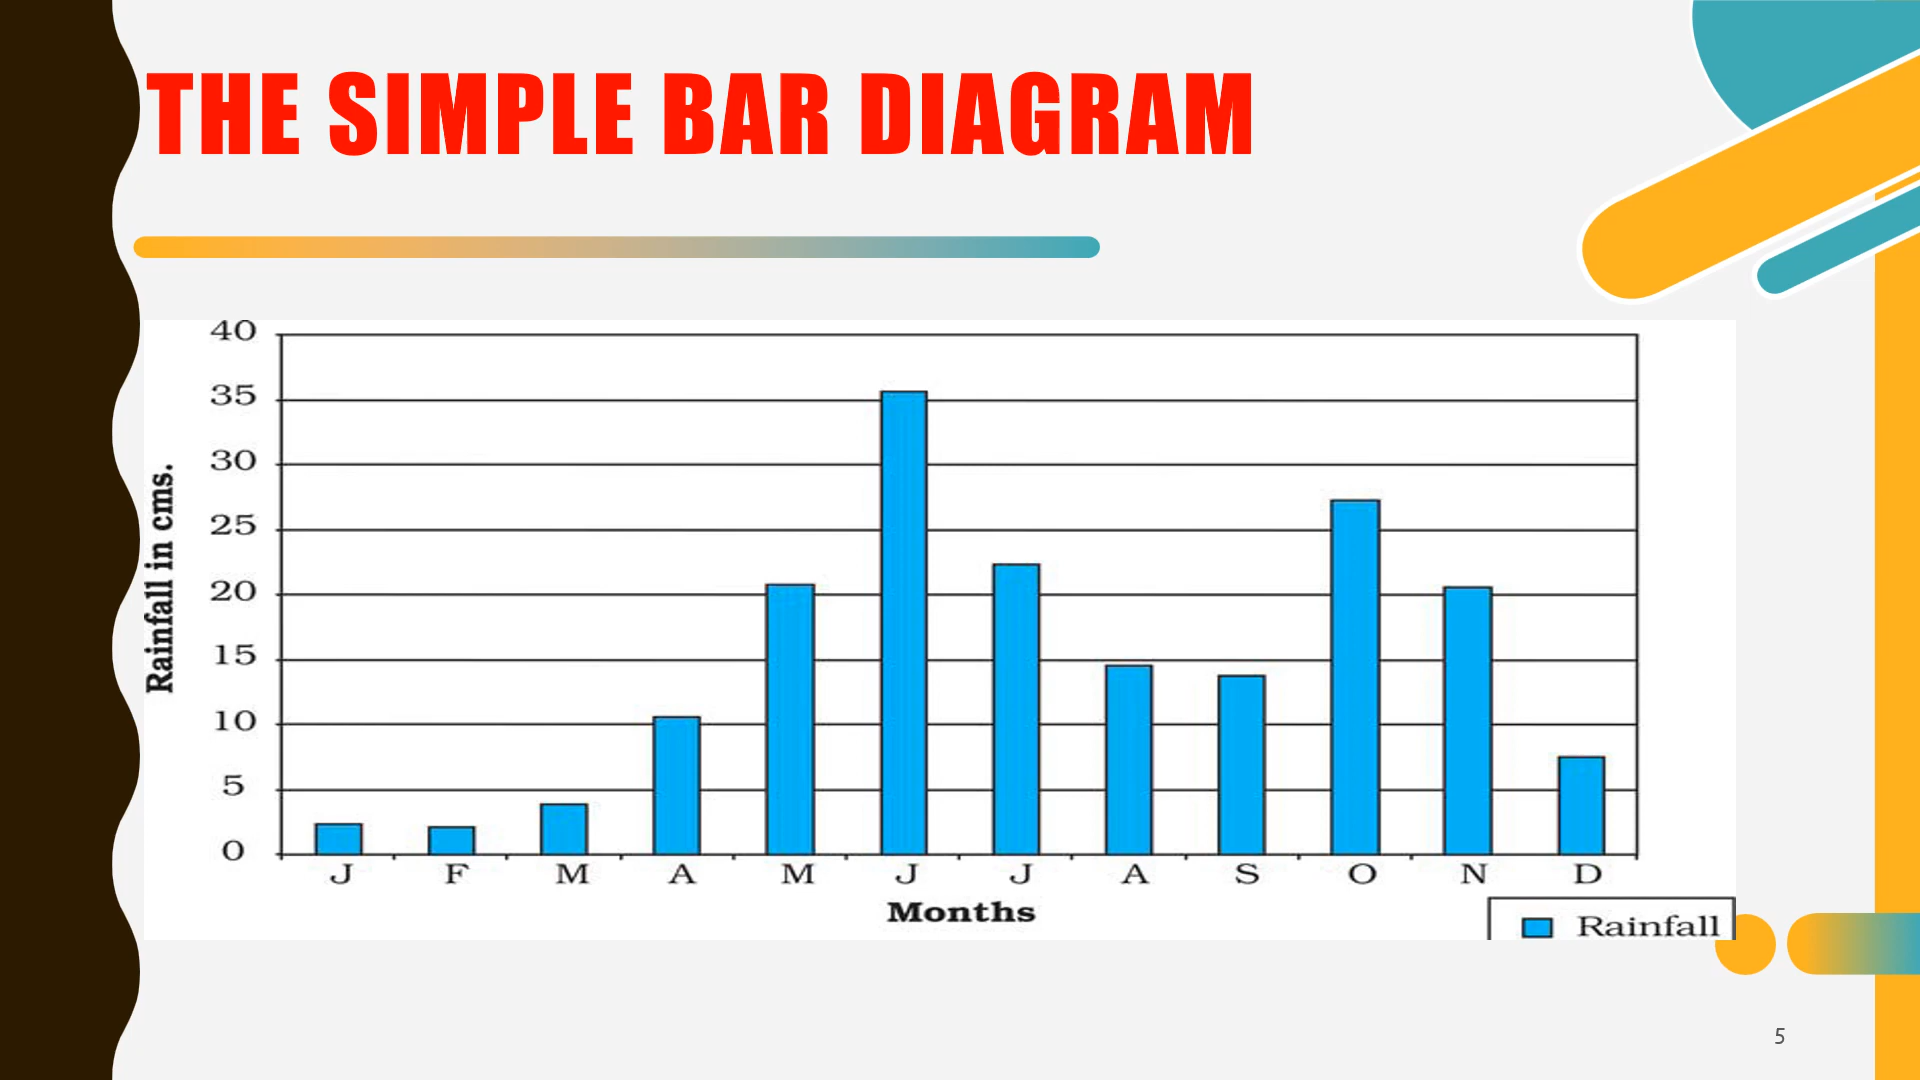 THE SIMPLE BAR DIAGRAM
40
35
30
25
20
15
10
5
0
Rainfall in cms.
J F M A M J J A S O N D
Months
Rainfall
5